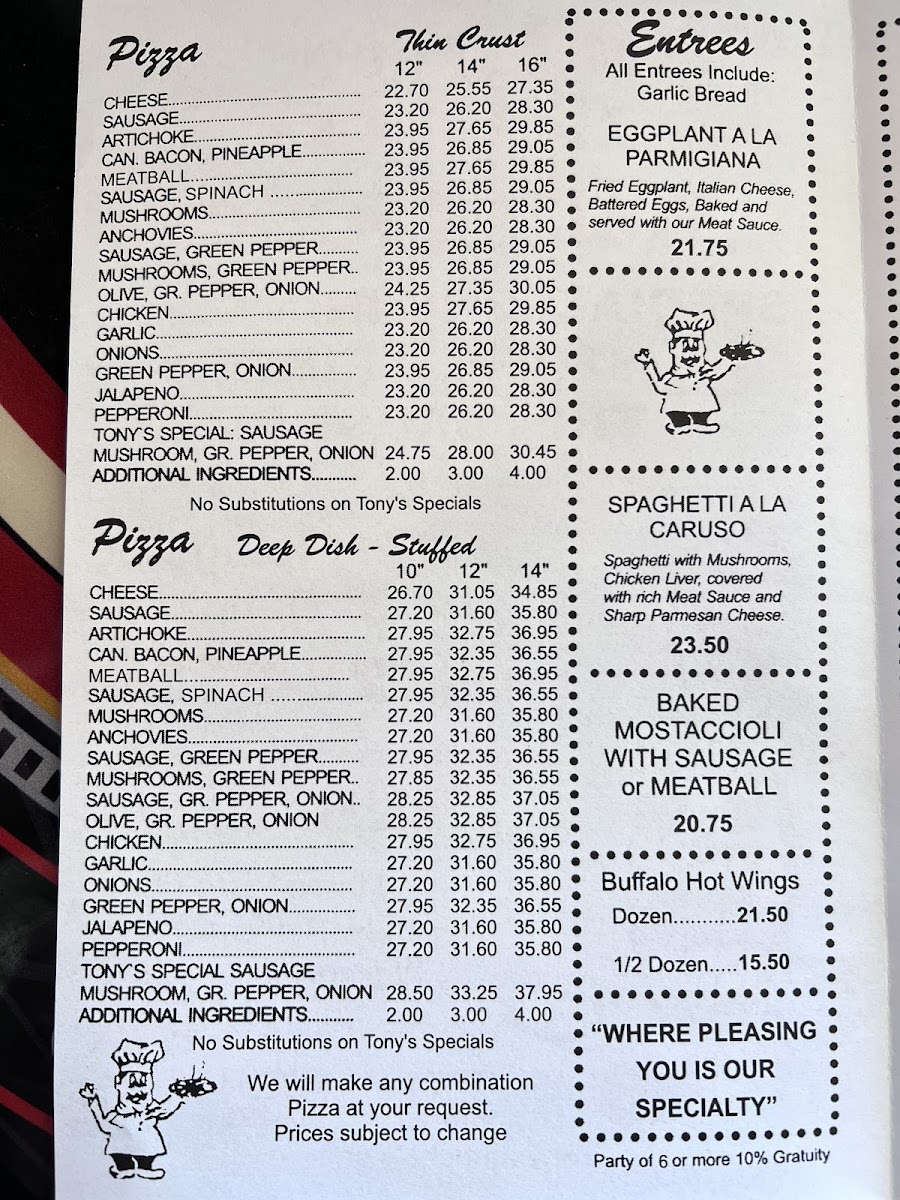 Pizza Thin Crust
12" 14" 16"
CHEESE 22.70 25.55 27.35
SAUSAGE 23.20 26.20 28.30
ARTICHOKE 23.95 27.65 29.85
CAN. BACON, PINEAPPLE 23.95 26.85 29.05
MEATBALL 23.95 27.65 29.85
SAUSAGE, SPINACH 23.95 26.85 29.05
MUSHROOMS 23.20 26.20 28.30
ANCHOVIES 23.20 26.20 28.30
SAUSAGE, GREEN PEPPER 23.95 26.85 29.05
MUSHROOMS, GREEN PEPPER.. 23.95 26.85 29.05
OLIVE, GR. PEPPER, ONION 24.25 27.35 30.05
CHICKEN 23.95 27.65 29.85
GARLIC 23.20 26.20 28.30
ONIONS 23.20 26.20 28.30
GREEN PEPPER, ONION 23.95 26.85 29.05
JALAPENO 23.20 26.20 28.30
PEPPERONI 23.20 26.20 28.30
TONY'S SPECIAL: SAUSAGE
MUSHROOM, GR. PEPPER, ONION 24.75 28.00 30.45
ADDITIONAL INGREDIENTS 2.00 3.00 4.00
No Substitutions on Tony's Specials
Pizza Deep Dish - Stuffed
10" 12" 14"
CHEESE 26.70 31.05 34.85
SAUSAGE 27.20 31.60 35.80
ARTICHOKE 27.95 32.75 36.95
CAN. BACON, PINEAPPLE 27.95 32.35 36.55
MEATBALL 27.95 32.75 36.95
SAUSAGE, SPINACH 27.95 32.35 36.55
MUSHROOMS 27.20 31.60 35.80
ANCHOVIES 27.20 31.60 35.80
SAUSAGE, GREEN PEPPER 27.95 32.35 36.55
MUSHROOMS, GREEN PEPPER.. 27.85 32.35 36.55
SAUSAGE, GR. PEPPER, ONION.. 28.25 32.85 37.05
OLIVE, GR. PEPPER, ONION 28.25 32.85 37.05
CHICKEN 27.95 32.75 36.95
GARLIC 27.20 31.60 35.80
ONIONS 27.20 31.60 35.80
GREEN PEPPER, ONION 27.95 32.35 36.55
JALAPENO 27.20 31.60 35.80
PEPPERONI 27.20 31.60 35.80
TONY'S SPECIAL SAUSAGE
MUSHROOM, GR. PEPPER, ONION 28.50 33.25 37.95
ADDITIONAL INGREDIENTS 2.00 3.00 4.00
No Substitutions on Tony's Specials
We will make any combination
Pizza at your request.
Prices subject to change
Entrees
All Entrees Include:
Garlic Bread
EGGPLANT A LA
PARMIGIANA
Fried Eggplant, Italian Cheese,
Battered Eggs, Baked and
served with our Meat Sauce.
21.75
SPAGHETTI A LA
CARUSO
Spaghetti with Mushrooms,
Chicken Liver, covered
with rich Meat Sauce and
Sharp Parmesan Cheese.
23.50
BAKED
MOSTACCIOLI
WITH SAUSAGE
or MEATBALL
20.75
Buffalo Hot Wings
Dozen...........21.50
1/2 Dozen.....15.50
“WHERE PLEASING
YOU IS OUR
SPECIALTY”
Party of 6 or more 10% Gratuity